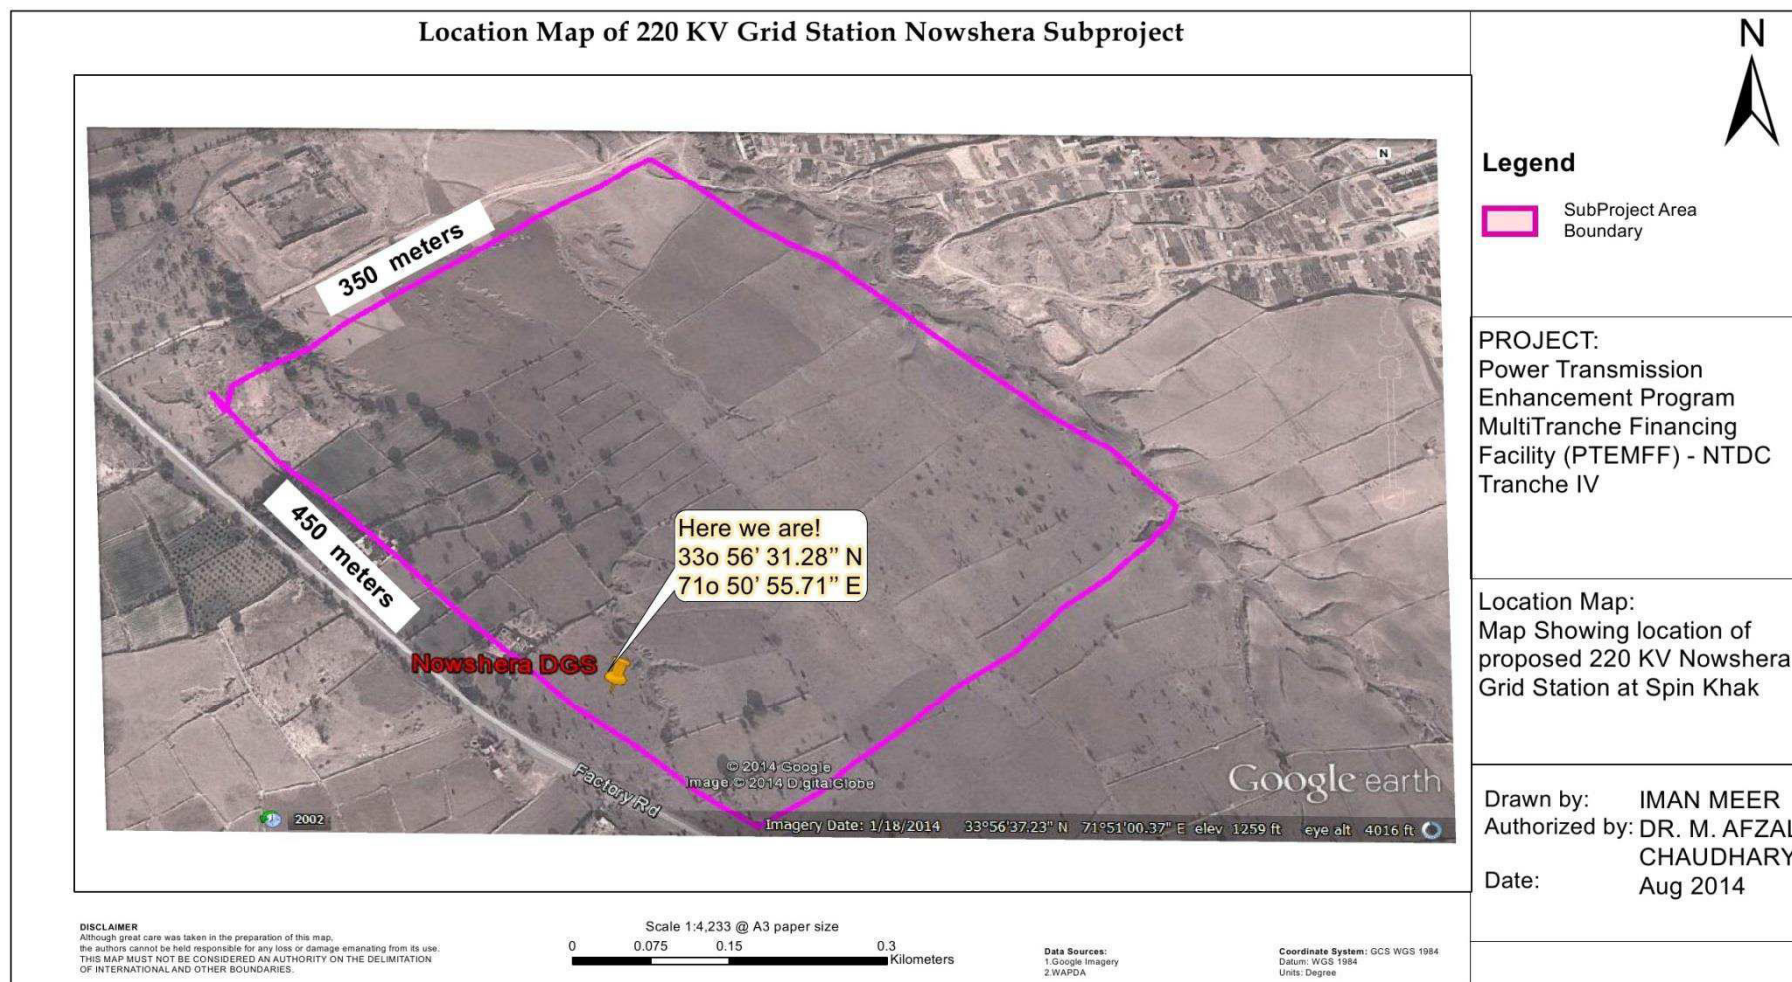 Location Map of 220 KV Grid Station Nowshera Subproject
N
Legend
SubProject Area
Boundary
PROJECT:
Power Transmission
Enhancement Program
MultiTranche Financing
Facility (PTEMFF) - NTDC
Tranche IV
Location Map:
Map Showing location of
proposed 220 KV Nowshera
Grid Station at Spin Khak
Drawn by: IMAN MEER
Authorized by: DR. M. AFZAL
CHAUDHARY
Date: Aug 2014
N
350 meters
450 meters
Here we are!
33o 56’ 31.28” N
71o 50’ 55.71” E
Nowshera DGS
Factory Rd
© 2014 Google
Image © 2014 DigitalGlobe
Google earth
2002
Imagery Date: 1/18/2014 33°56'37.23" N 71°51'00.37" E elev 1259 ft eye alt 4016 ft
DISCLAIMER
Although great care was taken in the preparation of this map,
the authors cannot be held responsible for any loss or damage emanating from its use.
THIS MAP MUST NOT BE CONSIDERED AN AUTHORITY ON THE DELIMITATION
OF INTERNATIONAL AND OTHER BOUNDARIES.
Scale 1:4,233 @ A3 paper size
0 0.075 0.15 0.3
Kilometers
Data Sources:
1.Google Imagery
2.WAPDA
Coordinate System: GCS WGS 1984
Datum: WGS 1984
Units: Degree